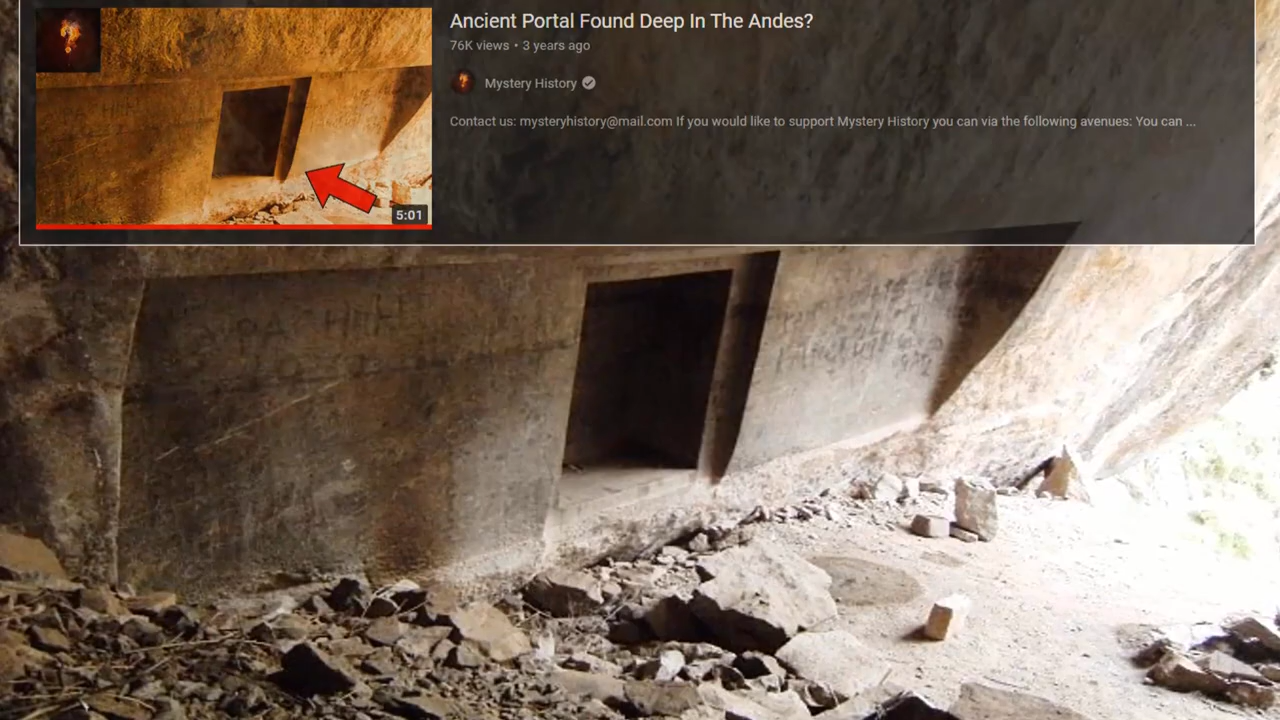 Ancient Portal Found Deep In The Andes?
76K views • 3 years ago
Mystery History
Contact us: mysteryhistory@mail.com If you would like to support Mystery History you can via the following avenues: You can ...
5:01